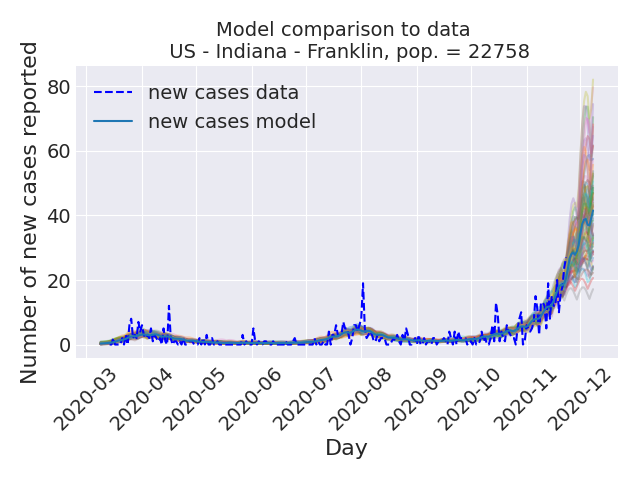 Model comparison to data
US - Indiana - Franklin, pop. = 22758
new cases data
new cases model
Number of new cases reported
80
60
40
20
0
2020-03
2020-04
2020-05
2020-06
2020-07
2020-08
2020-09
2020-10
2020-11
2020-12
Day